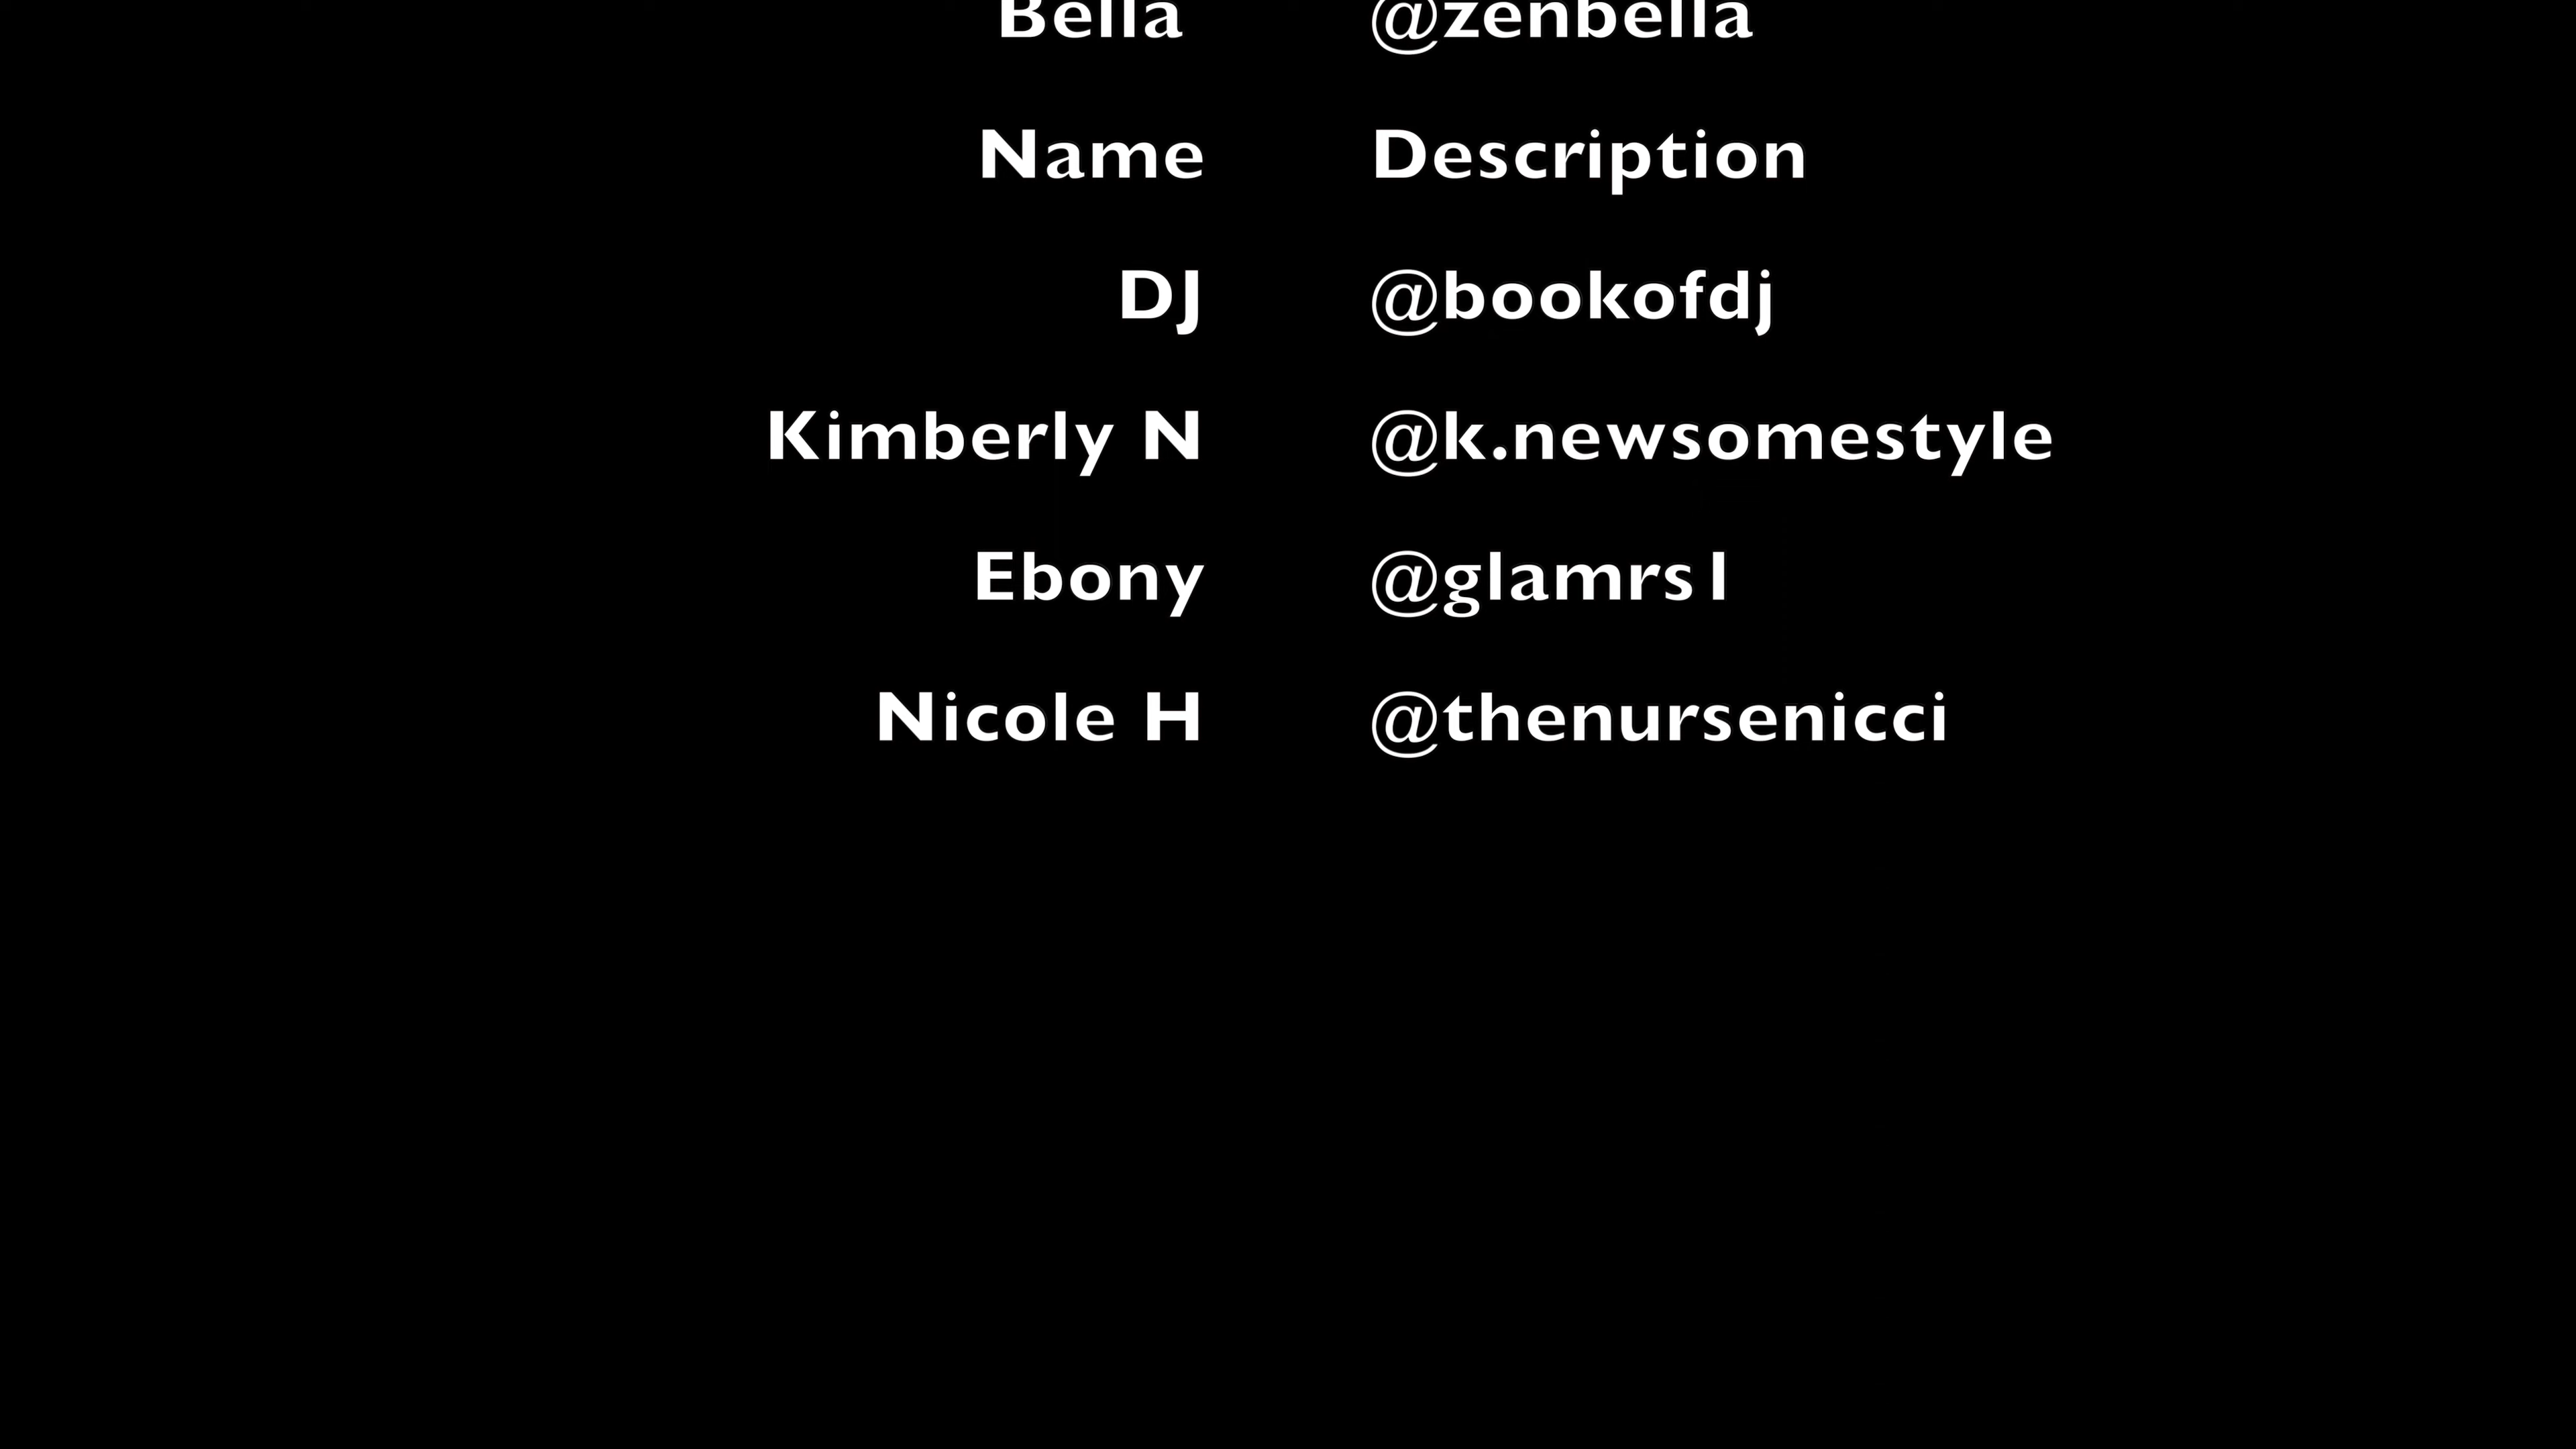 Bella @zenbella
Name Description
DJ @bookofdj
Kimberly N @k.newsomestyle
Ebony @glamrs1
Nicole H @thenursenicci